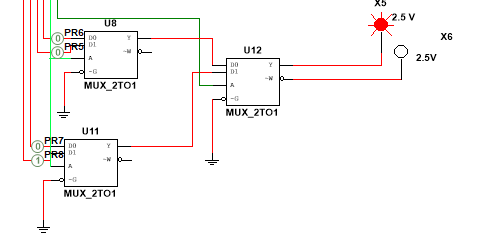 X5
2.5 V
X6
2.5V
U8
PR6
0
PR5
0
D0
D1
A
~G
Y
~W
MUX_2TO1
U12
D0
D1
A
~G
Y
~W
MUX_2TO1
U11
PR7
0
PR8
1
D0
D1
A
~G
Y
~W
MUX_2TO1